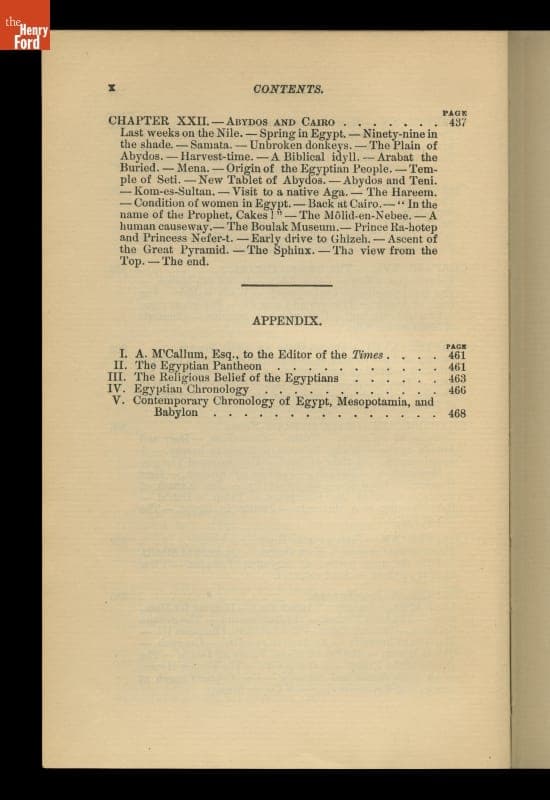 the
Henry
Ford
x CONTENTS.
PAGE
CHAPTER XXII. — ABYDOS AND CAIRO . . . . . . . 437
Last weeks on the Nile. — Spring in Egypt. — Ninety-nine in
the shade. — Samata. — Unbroken donkeys. — The Plain of
Abydos. — Harvest-time. — A Biblical idyll. — Arabat the
Buried. — Mena. — Origin of the Egyptian People. — Tem-
ple of Seti. — New Tablet of Abydos. — Abydos and Teni.
— Kom-es-Sultan. — Visit to a native Aga. — The Hareem.
— Condition of women in Egypt. — Back at Cairo. — “ In the
name of the Prophet, Cakes ! ” — The Môlid-en-Nebee. — A
human causeway. — The Boulak Museum. — Prince Ra-hotep
and Princess Nefer-t. — Early drive to Ghizeh. — Ascent of
the Great Pyramid. — The Sphinx. — The view from the
Top. — The end.
APPENDIX.
PAGE
I. A. M'Callum, Esq., to the Editor of the Times . . . . 461
II. The Egyptian Pantheon . . . . . . . . . . . 461
III. The Religious Belief of the Egyptians . . . . . . 463
IV. Egyptian Chronology . . . . . . . . . . . . 466
V. Contemporary Chronology of Egypt, Mesopotamia, and
Babylon . . . . . . . . . . . . . . . 468